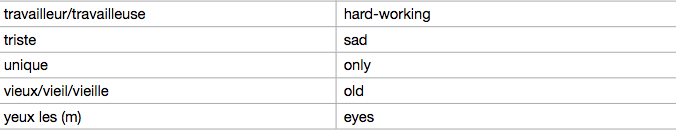 travailleur/travailleuse hard-working
triste sad
unique only
vieux/vieil/vieille old
yeux les (m) eyes